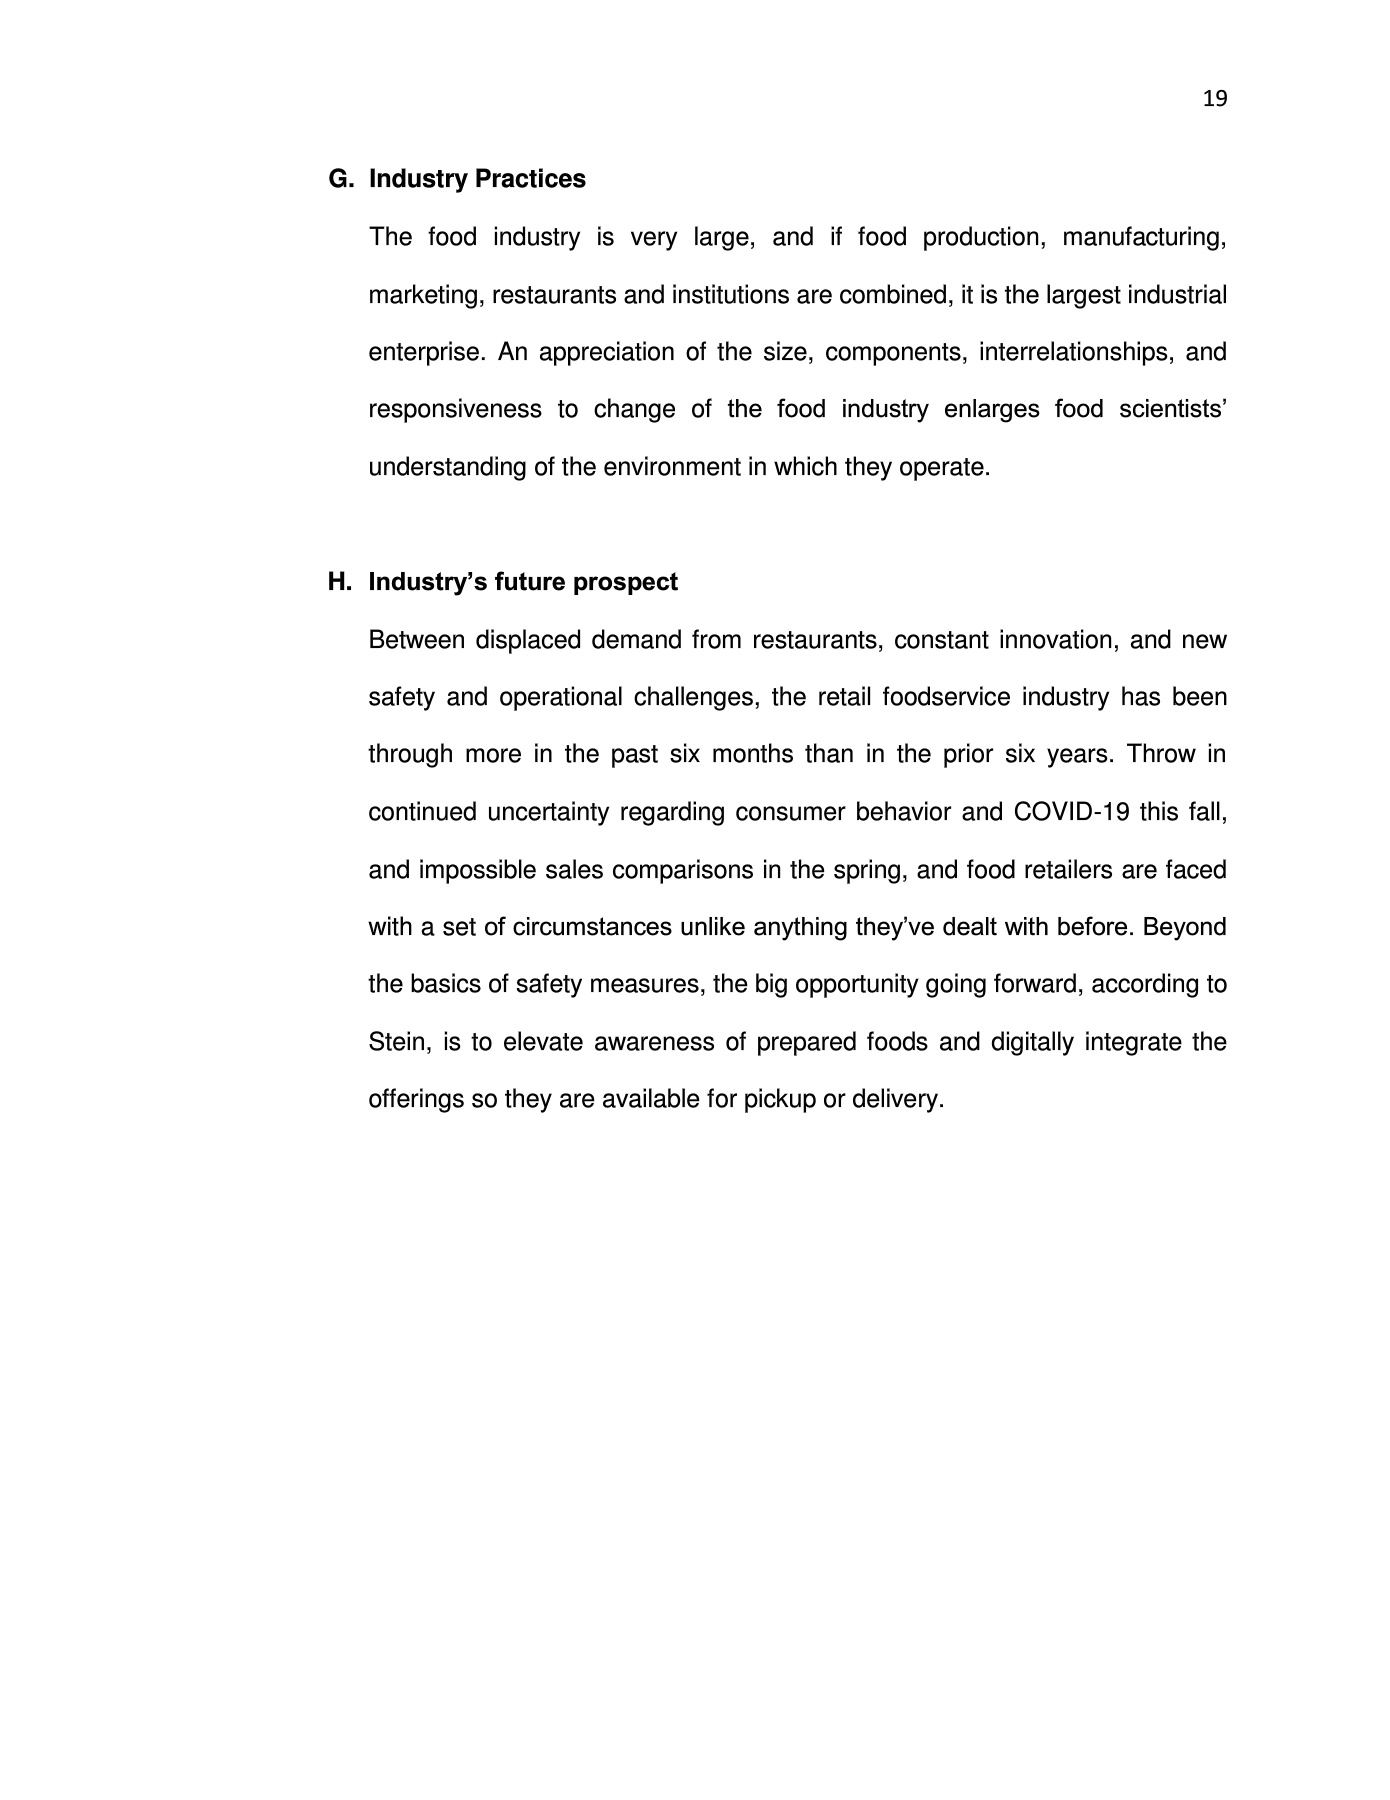 19
G. Industry Practices
The food industry is very large, and if food production, manufacturing,
marketing, restaurants and institutions are combined, it is the largest industrial
enterprise. An appreciation of the size, components, interrelationships, and
responsiveness to change of the food industry enlarges food scientists’
understanding of the environment in which they operate.
H. Industry’s future prospect
Between displaced demand from restaurants, constant innovation, and new
safety and operational challenges, the retail foodservice industry has been
through more in the past six months than in the prior six years. Throw in
continued uncertainty regarding consumer behavior and COVID-19 this fall,
and impossible sales comparisons in the spring, and food retailers are faced
with a set of circumstances unlike anything they’ve dealt with before. Beyond
the basics of safety measures, the big opportunity going forward, according to
Stein, is to elevate awareness of prepared foods and digitally integrate the
offerings so they are available for pickup or delivery.